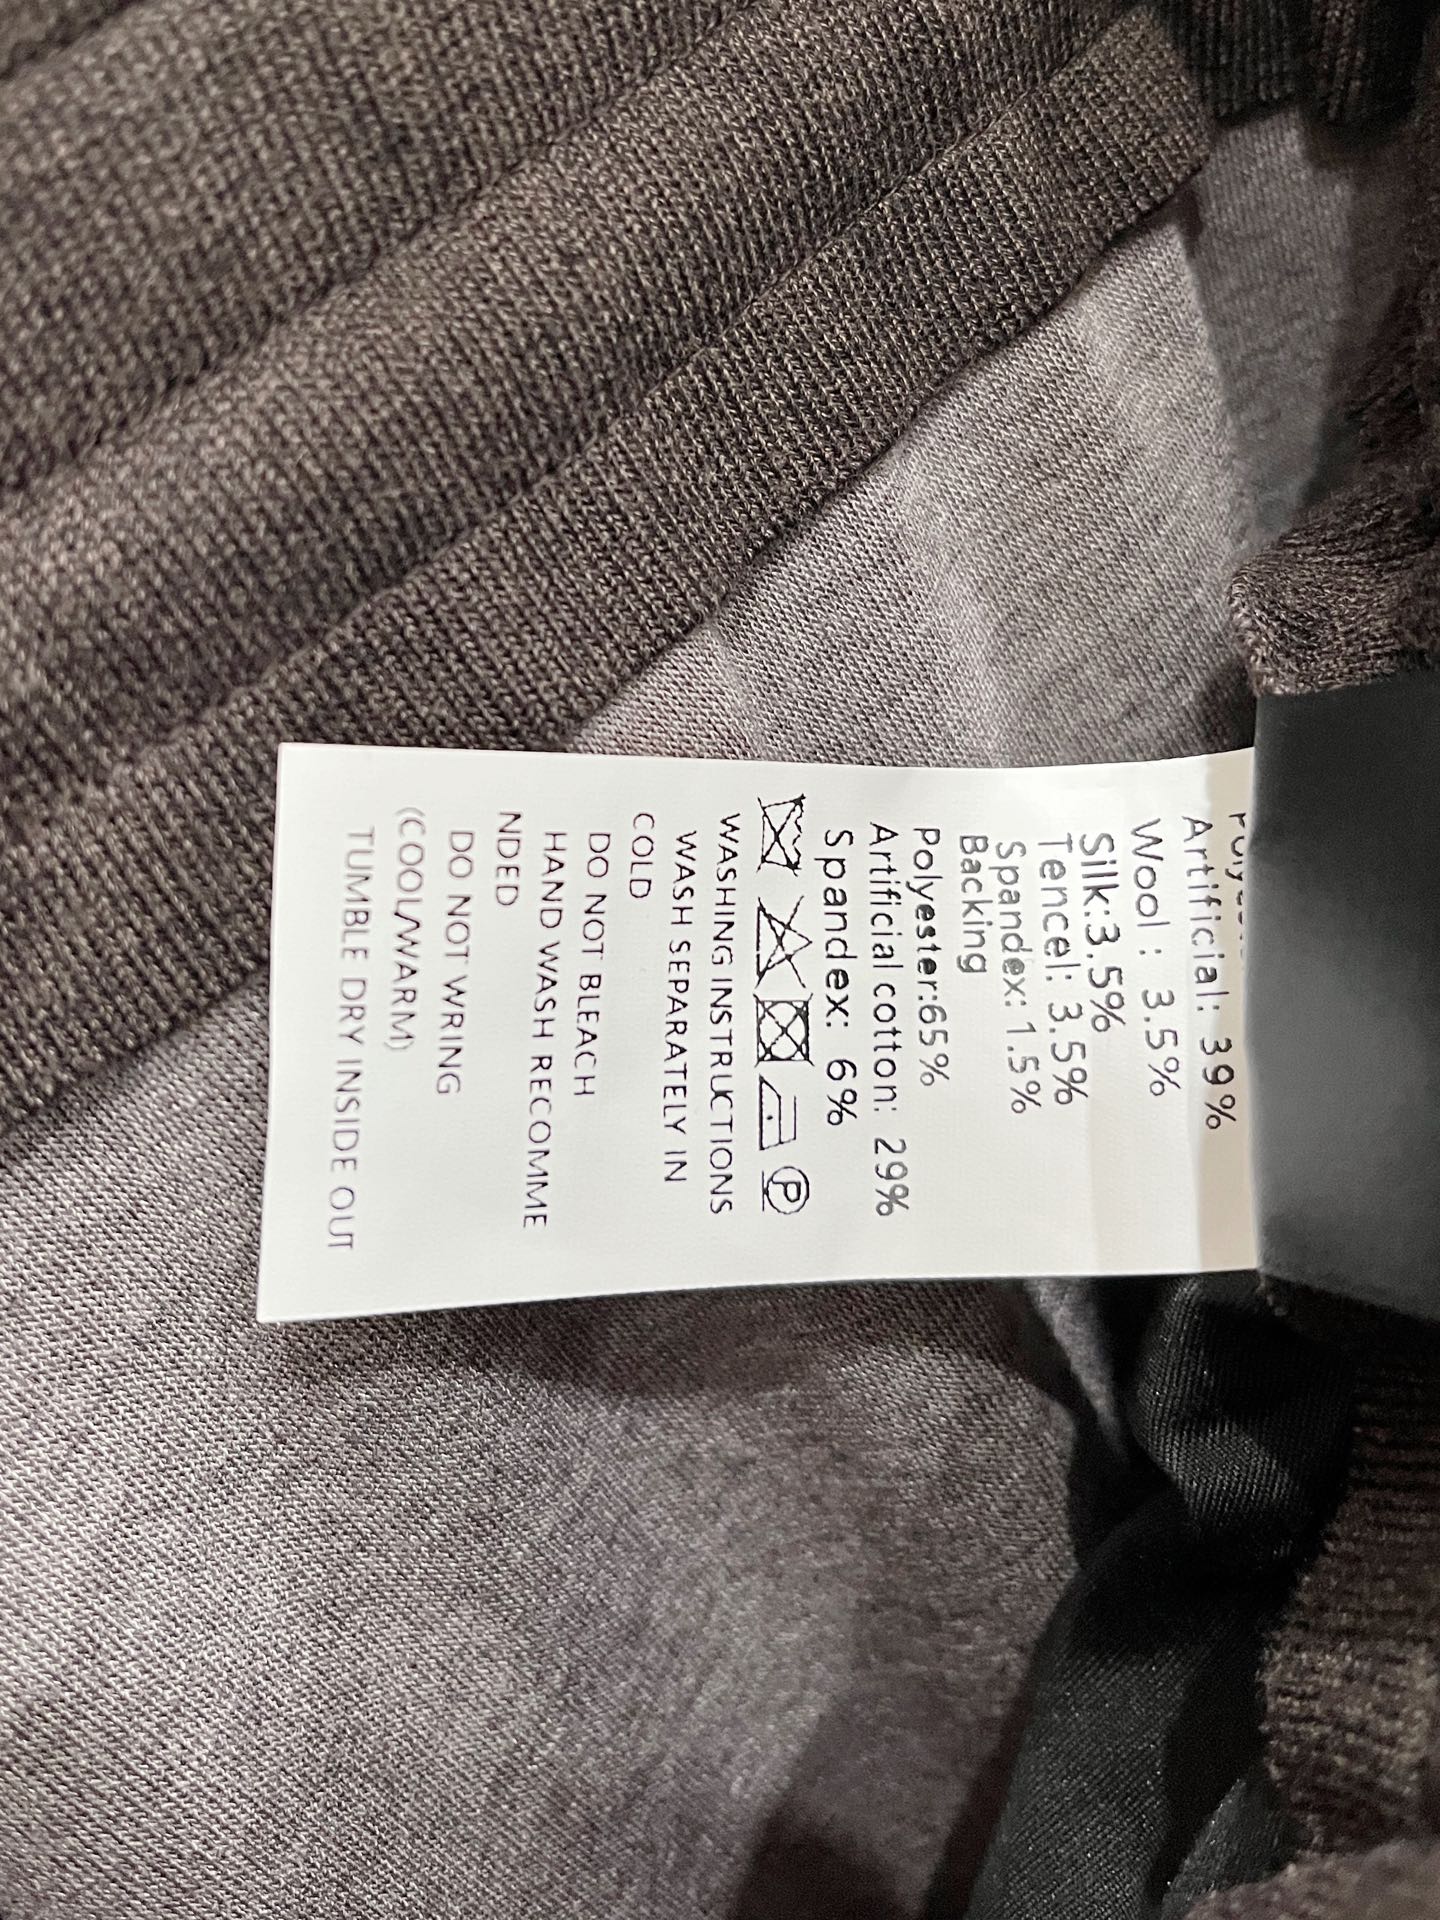 Artificial: 39%
Wool : 3.5%
Silk:3.5%
Tencel: 3.5%
Spandex: 1.5%
Backing
Polyester:65%
Artificial cotton: 29%
Spandex: 6%
P
WASHING INSTRUCTIONS
WASH SEPARATELY IN
COLD
DO NOT BLEACH
HAND WASH RECOMME
NDED
DO NOT WRING
(COOL/WARM)
TUMBLE DRY INSIDE OUT